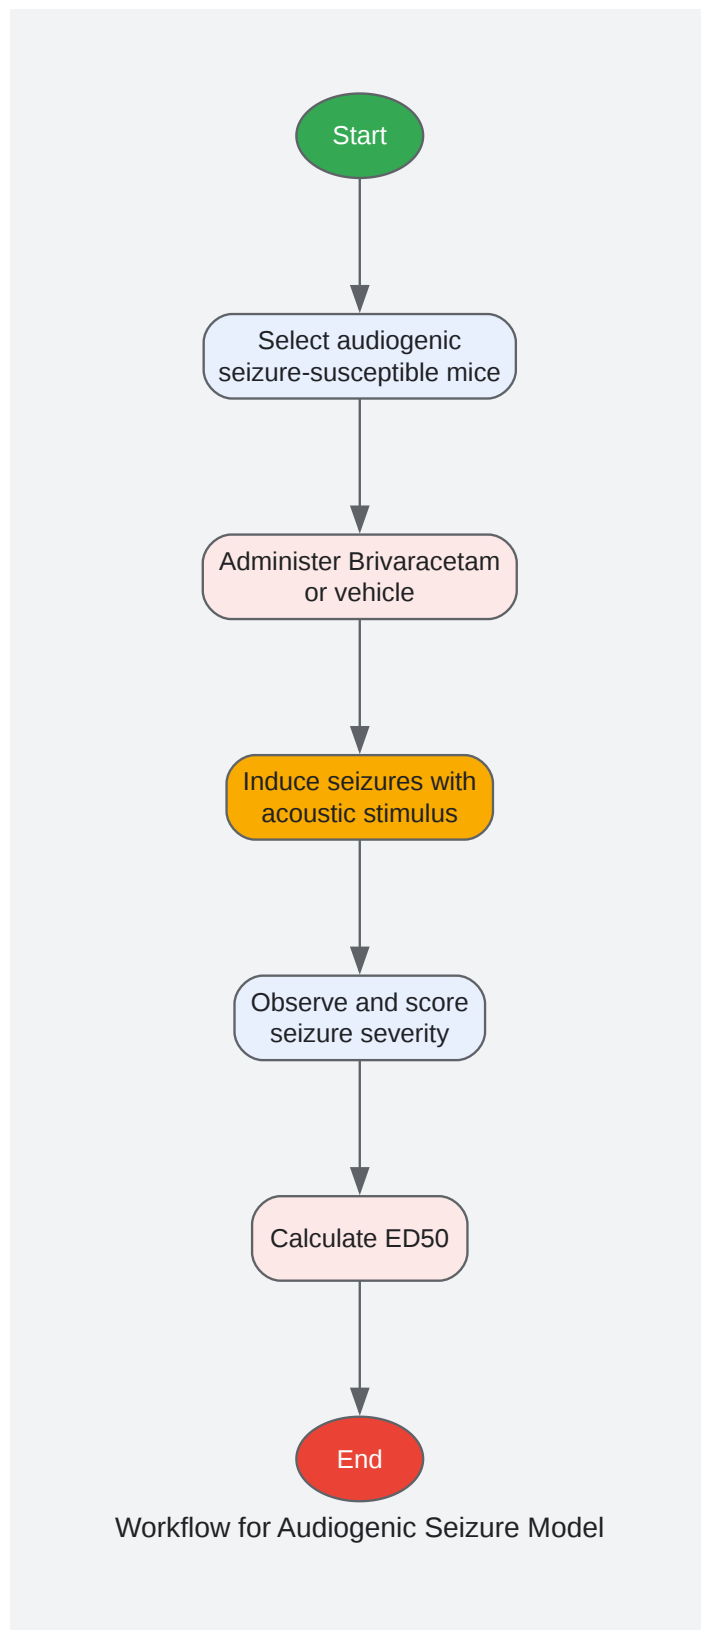 Start
Select audiogenic
seizure-susceptible mice
Administer Brivaracetam
or vehicle
Induce seizures with
acoustic stimulus
Observe and score
seizure severity
Calculate ED50
End
Workflow for Audiogenic Seizure Model